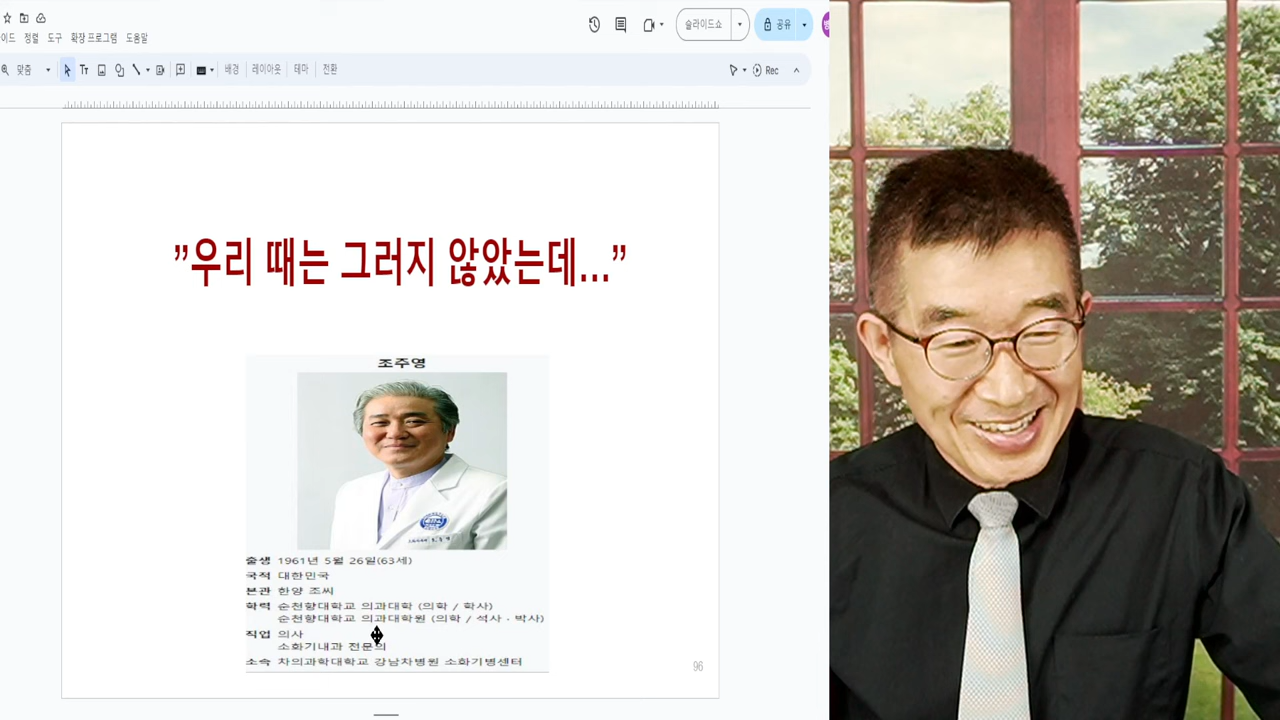 이드 정렬 도구 확장 프로그램 도움말
슬라이드쇼
공유
맞춤
배경 레이아웃 테마 전환
Rec
”우리 때는 그러지 않았는데...”
조주영
출생 1961년 5월 26일(63세)
국적 대한민국
본관 한양 조씨
학력 순천향대학교 의과대학 (의학 / 학사)
순천향대학교 의과대학원 (의학 / 석사 · 박사)
직업 의사
소화기내과 전문의
소속 차의과학대학교 강남차병원 소화기병센터
96